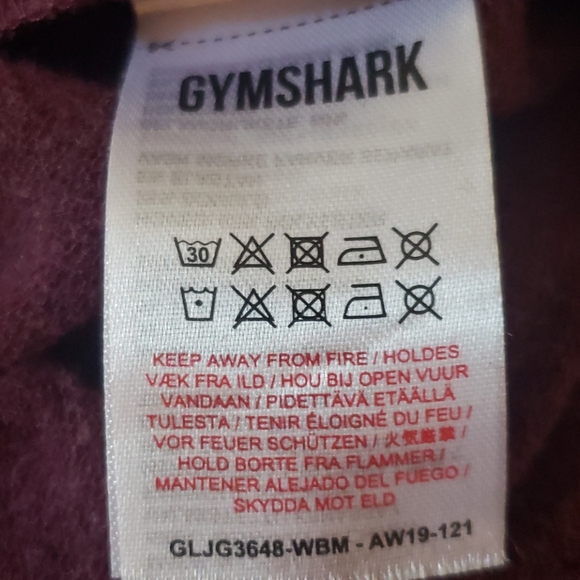 GYMSHARK
30
KEEP AWAY FROM FIRE / HOLDES
VÆK FRA ILD / HOU BIJ OPEN VUUR
VANDAAN / PIDETTÄVÄ ETÄÄLLÄ
TULESTA / TENIR ÉLOIGNÉ DU FEU /
VOR FEUER SCHÜTZEN / 火気厳禁 /
HOLD BORTE FRA FLAMMER /
MANTENER ALEJADO DEL FUEGO /
SKYDDA MOT ELD
GLJG3648-WBM - AW19-121